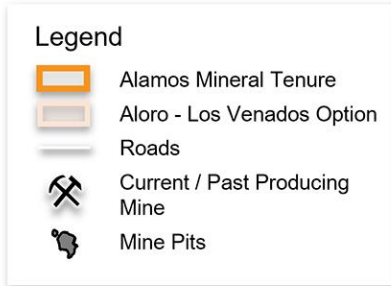 Legend
Alamos Mineral Tenure
Aloro - Los Venados Option
Roads
Current / Past Producing
Mine
Mine Pits